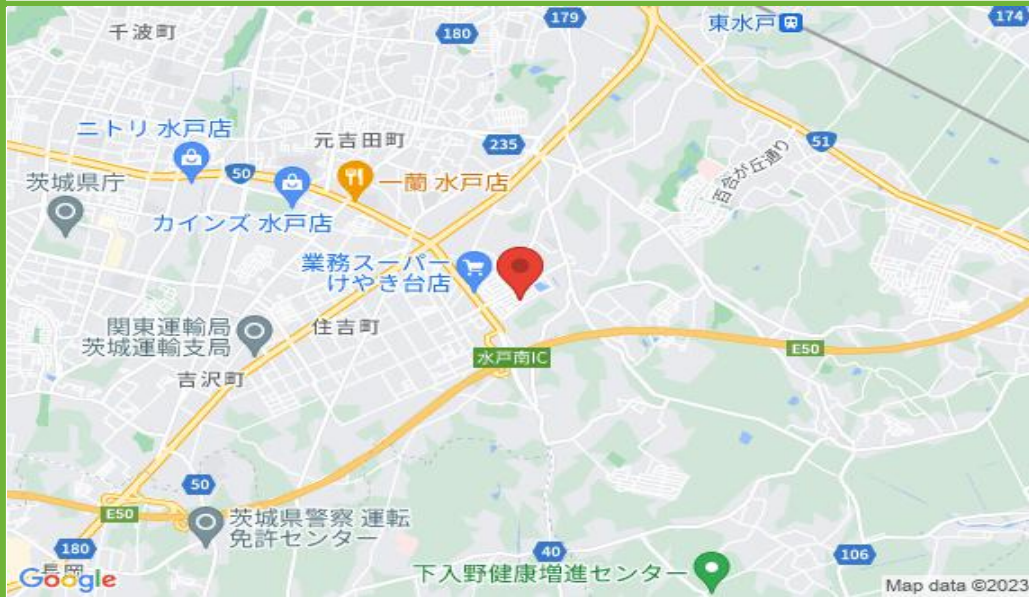 千波町
180
179
東水戸
174
ニトリ 水戸店
元吉田町
235
51
百合が丘通り
茨城県庁
50
一蘭 水戸店
カインズ 水戸店
業務スーパー
けやき台店
関東運輸局
茨城運輸支局
住吉町
水戸南IC
E50
吉沢町
50
E50
茨城県警察 運転
免許センター
180
長岡
40
106
下入野健康増進センター
Google
Map data ©2023